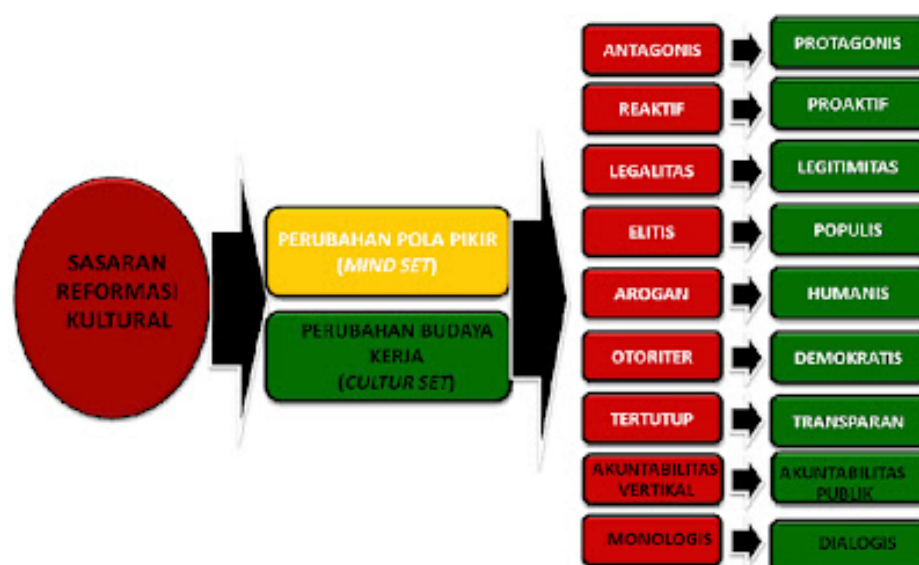 SASARAN
REFORMASI
KULTURAL
PERUBAHAN POLA PIKIR
(MIND SET)
PERUBAHAN BUDAYA
KERJA
(CULTUR SET)
ANTAGONIS
PROTAGONIS
REAKTIF
PROAKTIF
LEGALITAS
LEGITIMITAS
ELITIS
POPULIS
AROGAN
HUMANIS
OTORITER
DEMOKRATIS
TERTUTUP
TRANSPARAN
AKUNTABILITAS
VERTIKAL
AKUNTABILITAS
PUBLIK
MONOLOGIS
DIALOGIS